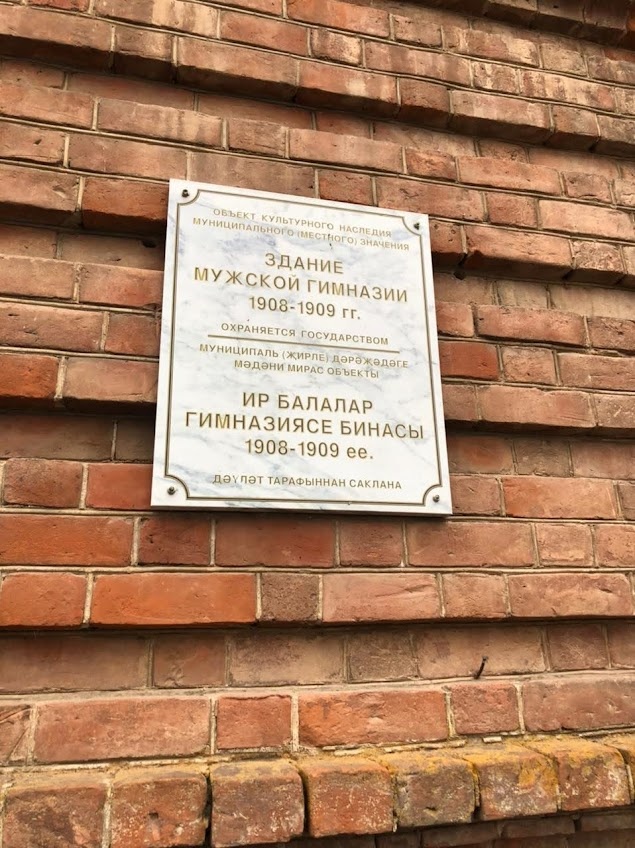 ОБЪЕКТ КУЛЬТУРНОГО НАСЛЕДИЯ
МУНИЦИПАЛЬНОГО (МЕСТНОГО) ЗНАЧЕНИЯ
ЗДАНИЕ
МУЖСКОЙ ГИМНАЗИИ
1908-1909 гг.
ОХРАНЯЕТСЯ ГОСУДАРСТВОМ
МУНИЦИПАЛЬ (ҖИРЛЕ) ДӘРӘҖӘДӘГЕ
МӘДӘНИ МИРАС ОБЪЕКТЫ
ИР БАЛАЛАР
ГИМНАЗИЯСЕ БИНАСЫ
1908-1909 ее.
ДӘҮЛӘТ ТАРАФЫННАН САКЛАНА